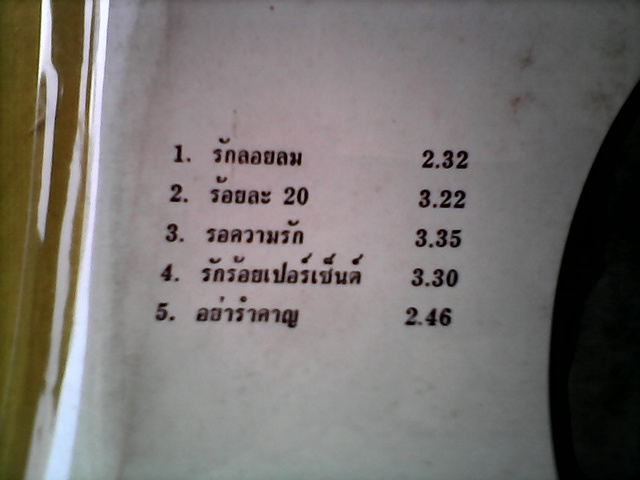 1. รักลอยลม 2.32
2. ร้อยละ 20 3.22
3. รอความรัก 3.35
4. รักร้อยเปอร์เซ็นต์ 3.30
5. อย่ารำคาญ 2.46